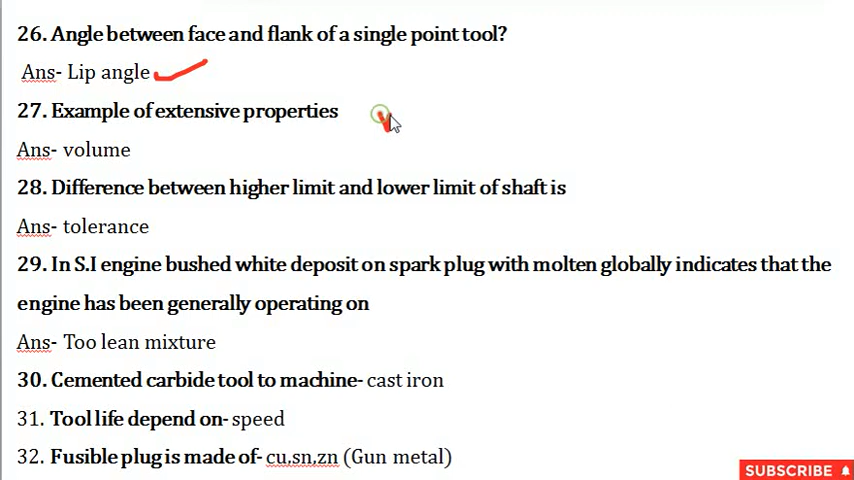 26. Angle between face and flank of a single point tool?
Ans- Lip angle
27. Example of extensive properties
Ans- volume
28. Difference between higher limit and lower limit of shaft is
Ans- tolerance
29. In S.I engine bushed white deposit on spark plug with molten globally indicates that the
engine has been generally operating on
Ans- Too lean mixture
30. Cemented carbide tool to machine- cast iron
31. Tool life depend on- speed
32. Fusible plug is made of- cu,sn,zn (Gun metal)
SUBSCRIBE